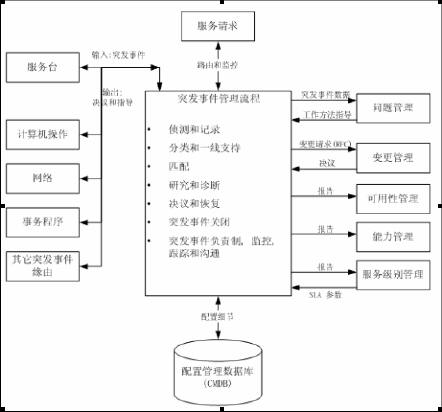 服务请求
输入:突发事件
服务台
路由和监控
输出:
决议和指导
突发事件管理流程
突发事件数据
问题管理
工作方法指导
计算机操作
• 侦测和记录
• 分类和一线支持
变更请求(RFC)
变更管理
• 匹配
决议
网络
• 研究和诊断
报告
可用性管理
• 决议和恢复
事务程序
• 突发事件关闭
报告
能力管理
• 突发事件负责制, 监控,
跟踪和沟通
其它突发事件
缘由
报告
服务级别管理
SLA 参数
配置细节
配置管理数据库
(CMDB)